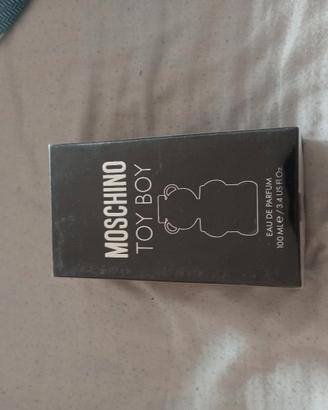 MOSCHINO
TOY BOY
EAU DE PARFUM
100 ML ℮ / 3.4 US Fl.Oz.